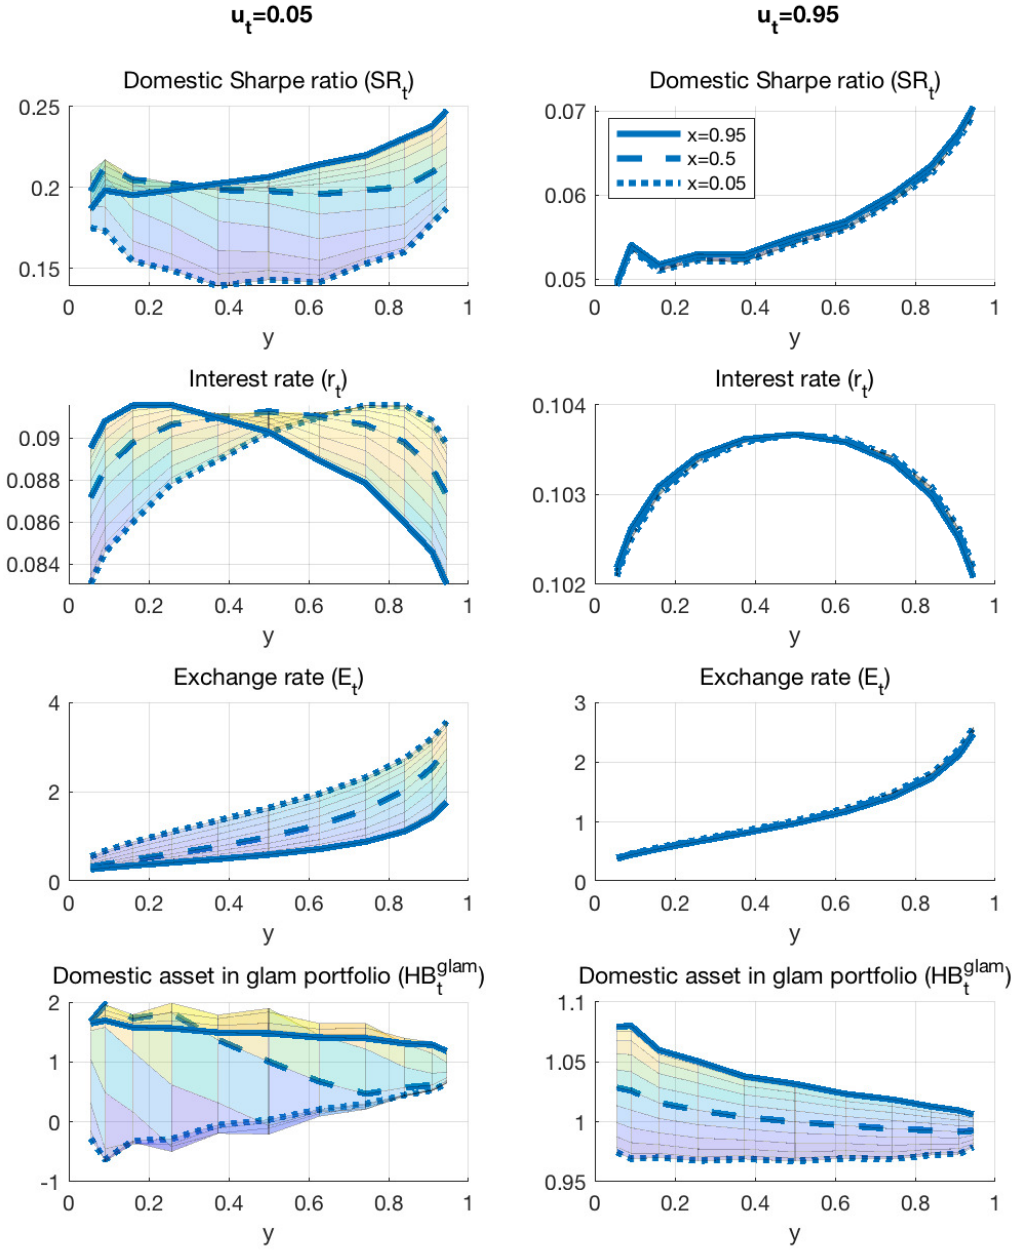 u_t=0.05
u_t=0.95
Domestic Sharpe ratio (SR_t)
0.25
0.2
0.15
0 0.2 0.4 0.6 0.8 1
y
Domestic Sharpe ratio (SR_t)
0.07
0.06
0.05
x=0.95
x=0.5
x=0.05
0 0.2 0.4 0.6 0.8 1
y
Interest rate (r_t)
0.09
0.088
0.086
0.084
0 0.2 0.4 0.6 0.8 1
y
Interest rate (r_t)
0.104
0.103
0.102
0 0.2 0.4 0.6 0.8 1
y
Exchange rate (E_t)
4
2
0
0 0.2 0.4 0.6 0.8 1
y
Exchange rate (E_t)
3
2
1
0
0 0.2 0.4 0.6 0.8 1
y
Domestic asset in glam portfolio (HB_t^glam)
2
1
0
-1
0 0.2 0.4 0.6 0.8 1
y
Domestic asset in glam portfolio (HB_t^glam)
1.1
1.05
1
0.95
0 0.2 0.4 0.6 0.8 1
y